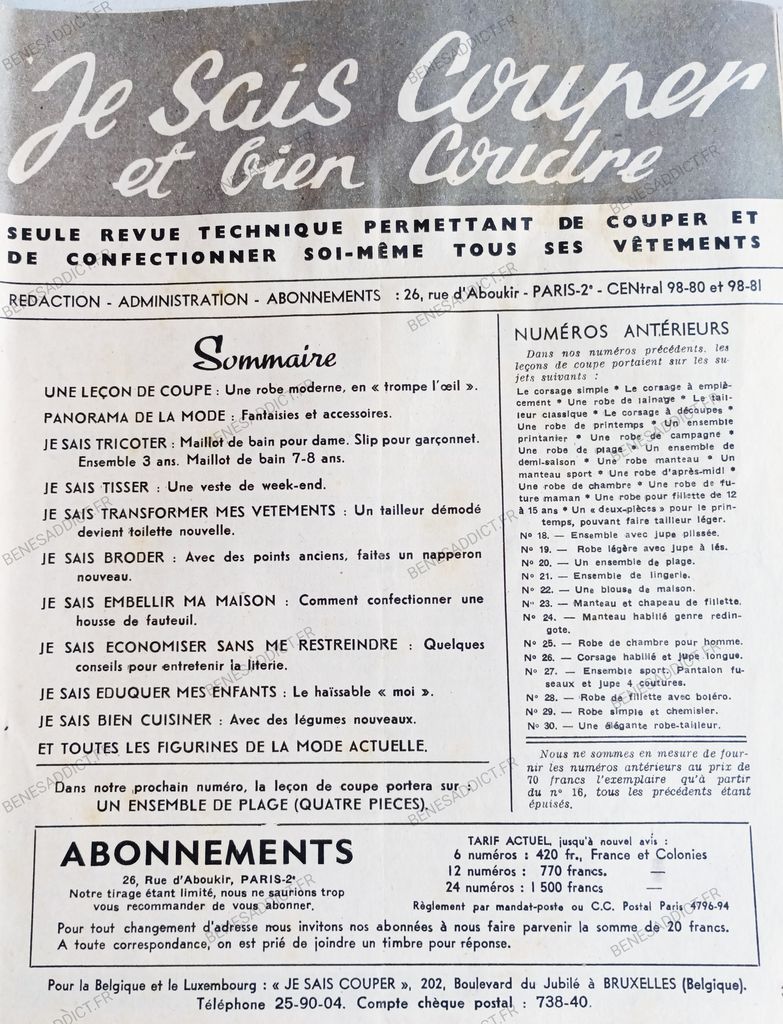 Je Sais Couper
et bien Coudre
SEULE REVUE TECHNIQUE PERMETTANT DE COUPER ET
DE CONFECTIONNER SOI-MÊME TOUS SES VÊTEMENTS
REDACTION - ADMINISTRATION - ABONNEMENTS : 26, rue d'Aboukir - PARIS-2e - CENtral 98-80 et 98-81
Sommaire
UNE LEÇON DE COUPE : Une robe moderne, en « trompe l'œil ».
PANORAMA DE LA MODE : Fantaisies et accessoires.
JE SAIS TRICOTER : Maillot de bain pour dame. Slip pour garçonnet.
Ensemble 3 ans. Maillot de bain 7-8 ans.
JE SAIS TISSER : Une veste de week-end.
JE SAIS TRANSFORMER MES VETEMENTS : Un tailleur démodé
devient toilette nouvelle.
JE SAIS BRODER : Avec des points anciens, faites un napperon
nouveau.
JE SAIS EMBELLIR MA MAISON : Comment confectionner une
housse de fauteuil.
JE SAIS ECONOMISER SANS ME RESTREINDRE : Quelques
conseils pour entretenir la literie.
JE SAIS EDUQUER MES ENFANTS : Le haïssable « moi ».
JE SAIS BIEN CUISINER : Avec des légumes nouveaux.
ET TOUTES LES FIGURINES DE LA MODE ACTUELLE.
Dans notre prochain numéro, la leçon de coupe portera sur :
UN ENSEMBLE DE PLAGE (QUATRE PIECES).
NUMÉROS ANTÉRIEURS
Dans nos numéros précédents, les
leçons de coupe portaient sur les su-
jets suivants :
Le corsage simple * Le corsage à empiè-
cement * Une robe de lainage * Le tail-
leur classique * Le corsage à découpes *
Une robe de printemps * Un ensemble
printanier * Une robe de campagne *
Une robe de plage * Un ensemble de
demi-saison * Une robe manteau * Un
manteau sport * Une robe d'après-midi *
Une robe de chambre * Une robe de fu-
ture maman * Une robe pour fillette de 12
à 15 ans * Un « deux-pièces » pour le prin-
temps, pouvant faire tailleur léger.
No 18. — Ensemble avec jupe plissée.
No 19. — Robe légère avec jupe à lés.
No 20. — Un ensemble de plage.
No 21. — Ensemble de lingerie.
No 22. — Une blouse de maison.
No 23. — Manteau et chapeau de fillette.
No 24. — Manteau habillé genre redin-
gote.
No 25. — Robe de chambre pour homme.
No 26. — Corsage habillé et jupe longue.
No 27. — Ensemble sport. Pantalon fu-
seaux et jupe 4 coutures.
No 28. — Robe de fillette avec boléro.
No 29. — Robe simple et chemisier.
No 30. — Une élégante robe-tailleur.
Nous ne sommes en mesure de four-
nir les numéros antérieurs au prix de
70 francs l'exemplaire qu'à partir
du n° 16, tous les précédents étant
épuisés.
ABONNEMENTS
26, Rue d'Aboukir, PARIS-2e
Notre tirage étant limité, nous ne saurions trop
vous recommander de vous abonner.
TARIF ACTUEL, jusqu'à nouvel avis :
6 numéros : 420 fr., France et Colonies
12 numéros : 770 francs. —
24 numéros : 1 500 francs —
Règlement par mandat-poste ou C.C. Postal Paris 4796-94
Pour tout changement d'adresse nous invitons nos abonnées à nous faire parvenir la somme de 20 francs.
A toute correspondance, on est prié de joindre un timbre pour réponse.
Pour la Belgique et le Luxembourg : « JE SAIS COUPER », 202, Boulevard du Jubilé à BRUXELLES (Belgique).
Téléphone 25-90-04. Compte chèque postal : 738-40.
BENESADDICT.FR